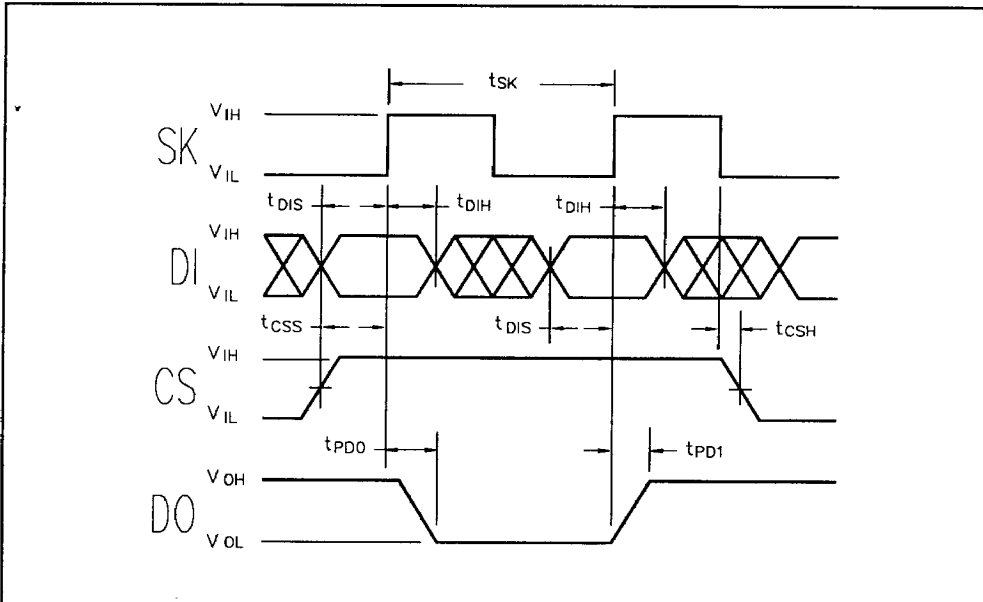 tSK
VIH
SK
VIL
tDIS
tDIH
tDIH
VIH
DI
VIL
tCSS
tDIS
tCSH
VIH
CS
VIL
tPD0
tPD1
VOH
DO
VOL